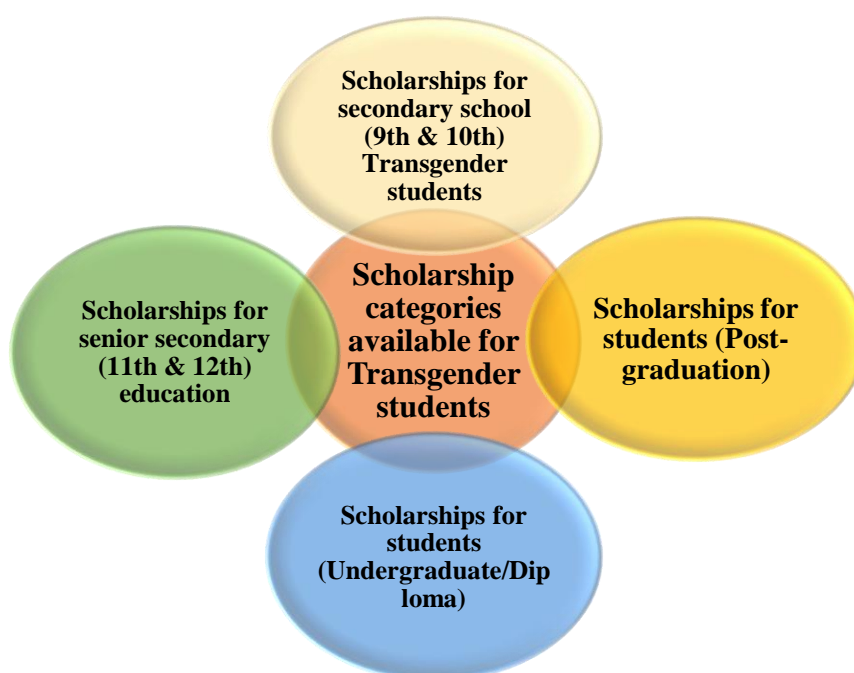 Scholarships for
secondary school
(9th & 10th)
Transgender
students
Scholarships for
senior secondary
(11th & 12th)
education
Scholarship
categories
available for
Transgender
students
Scholarships for
students (Post-
graduation)
Scholarships for
students
(Undergraduate/Dip
loma)